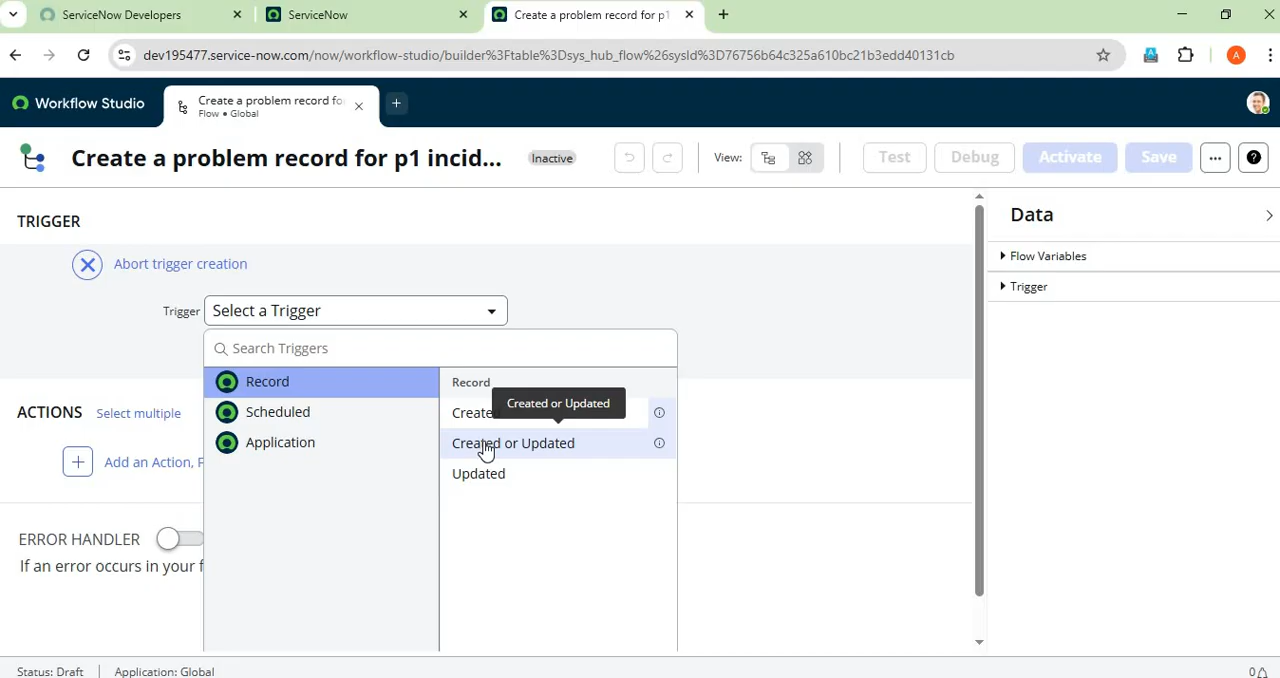 ServiceNow Developers
ServiceNow
Create a problem record for p1
dev195477.service-now.com/now/workflow-studio/builder%3Ftable%3Dsys_hub_flow%26sysId%3D76756b64c325a610bc21b3edd40131cb
A
Workflow Studio
Create a problem record fo
Flow • Global
Create a problem record for p1 incid...
Inactive
View:
Test
Debug
Activate
Save
TRIGGER
Abort trigger creation
Trigger
Select a Trigger
Search Triggers
Record
Scheduled
Application
Record
Created or Updated
Created
Created or Updated
Updated
ACTIONS
Select multiple
Add an Action, F
ERROR HANDLER
If an error occurs in your f
Data
Flow Variables
Trigger
Status: Draft
Application: Global
0